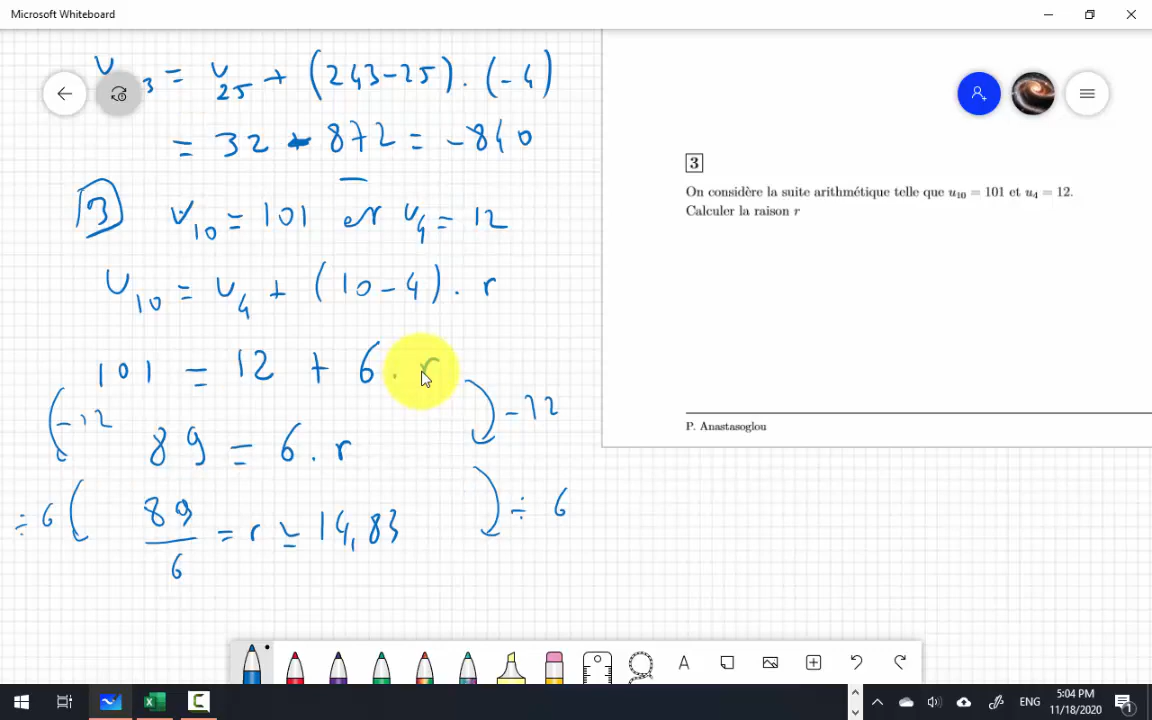 Microsoft Whiteboard
u 3 = u25 + (243-25) . (-4)
= 32 - 872 = -840
3 u10 = 101 et u4 = 12
u10 = u4 + (10-4) . r
101 = 12 + 6 . r
-12 -12
89 = 6 . r
÷ 6 ÷ 6
89/6 = r ≃ 14,83
3
On considère la suite arithmétique telle que u10 = 101 et u4 = 12.
Calculer la raison r
P. Anastasoglou
A
ENG
5:04 PM
11/18/2020
1